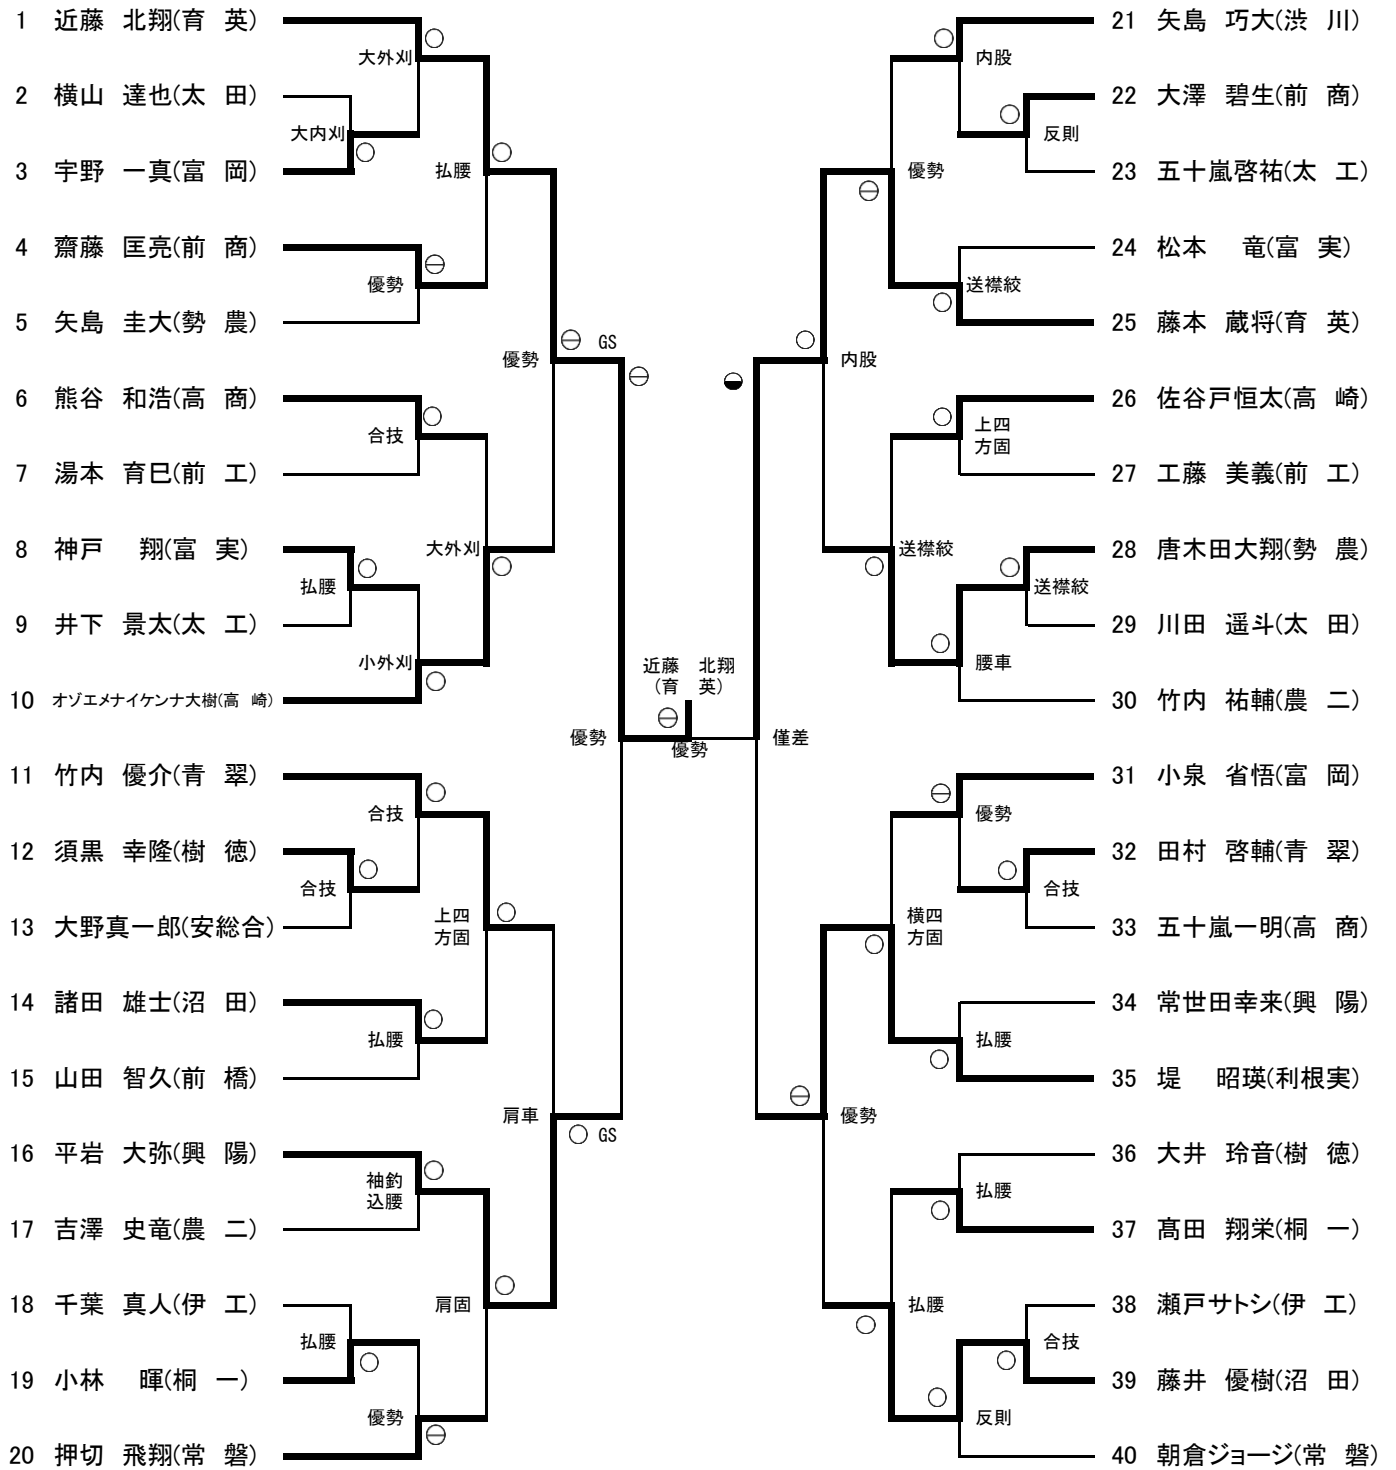 1 近藤 北翔(育 英)
大外刈
2 横山 達也(太 田)
大内刈
3 宇野 一真(富 岡)
払腰
4 齋藤 匡亮(前 商)
優勢
5 矢島 圭大(勢 農)
優勢
GS
6 熊谷 和浩(高 商)
合技
7 湯本 育巳(前 工)
8 神戸 翔(富 実)
大外刈
払腰
9 井下 景太(太 工)
小外刈
10 オゾエメナイケンナ大樹(高 崎)
優勢
11 竹内 優介(青 翠)
合技
12 須黒 幸隆(樹 徳)
合技
13 大野真一郎(安総合)
上四
方固
14 諸田 雄士(沼 田)
払腰
15 山田 智久(前 橋)
肩車
GS
16 平岩 大弥(興 陽)
袖釣
込腰
17 吉澤 史竜(農 二)
18 千葉 真人(伊 工)
肩固
払腰
19 小林 暉(桐 一)
優勢
20 押切 飛翔(常 磐)
近藤 北翔
(育 英)
優勢
21 矢島 巧大(渋 川)
内股
22 大澤 碧生(前 商)
反則
23 五十嵐啓祐(太 工)
優勢
24 松本 竜(富 実)
送襟絞
25 藤本 蔵将(育 英)
内股
26 佐谷戸恒太(高 崎)
上四
方固
27 工藤 美義(前 工)
28 唐木田大翔(勢 農)
送襟絞
送襟絞
29 川田 遥斗(太 田)
腰車
30 竹内 祐輔(農 二)
僅差
31 小泉 省悟(富 岡)
優勢
32 田村 啓輔(青 翠)
合技
33 五十嵐一明(高 商)
横四
方固
34 常世田幸来(興 陽)
払腰
35 堤 昭瑛(利根実)
優勢
36 大井 玲音(樹 徳)
払腰
37 髙田 翔栄(桐 一)
38 瀬戸サトシ(伊 工)
払腰
合技
39 藤井 優樹(沼 田)
反則
40 朝倉ジョージ(常 磐)